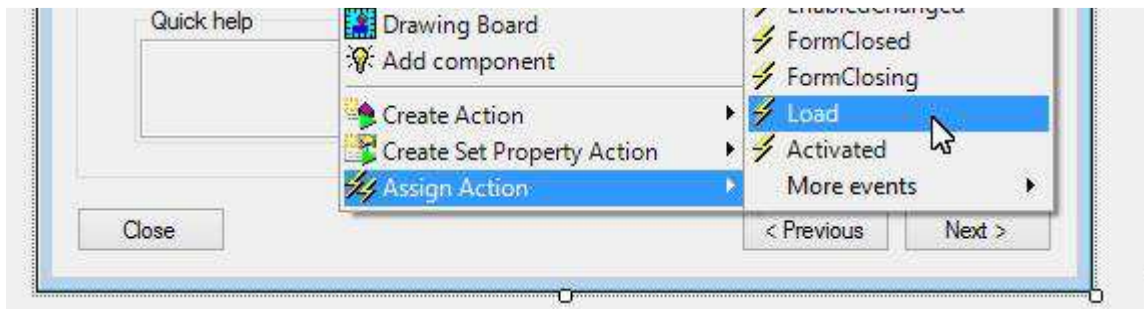 Quick help
Drawing Board
Add component
Create Action
Create Set Property Action
Assign Action
EnabledChanged
FormClosed
FormClosing
Load
Activated
More events
Close
< Previous
Next >